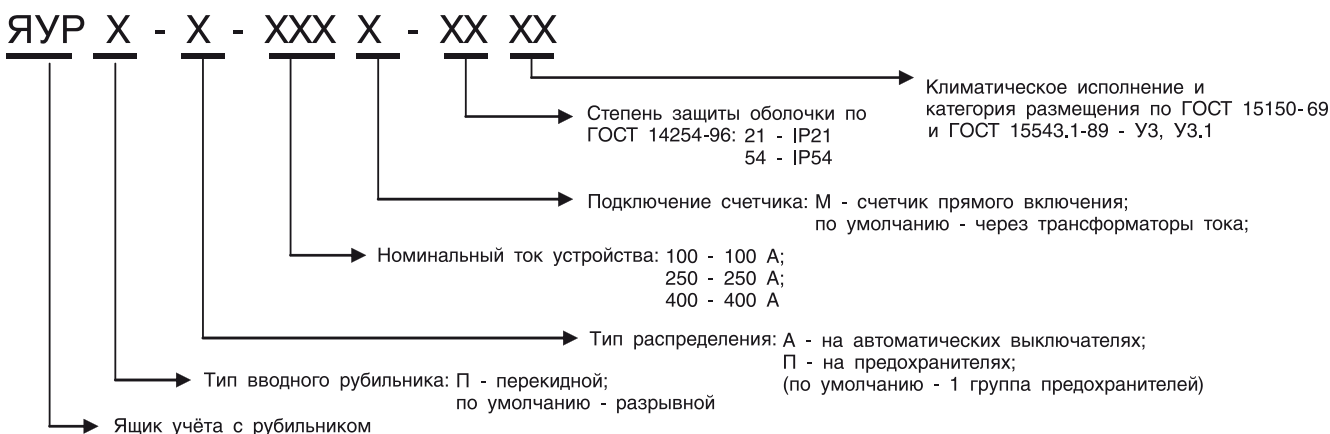 ЯУР Х - Х - ХХХ Х - ХХ ХХ
Климатическое исполнение и
категория размещения по ГОСТ 15150-69
и ГОСТ 15543.1-89 - У3, У3.1
Степень защиты оболочки по
ГОСТ 14254-96: 21 - IP21
54 - IP54
Подключение счетчика: М - счетчик прямого включения;
по умолчанию - через трансформаторы тока;
Номинальный ток устройства: 100 - 100 А;
250 - 250 А;
400 - 400 А
Тип распределения: А - на автоматических выключателях;
П - на предохранителях;
(по умолчанию - 1 группа предохранителей)
Тип вводного рубильника: П - перекидной;
по умолчанию - разрывной
Ящик учёта с рубильником